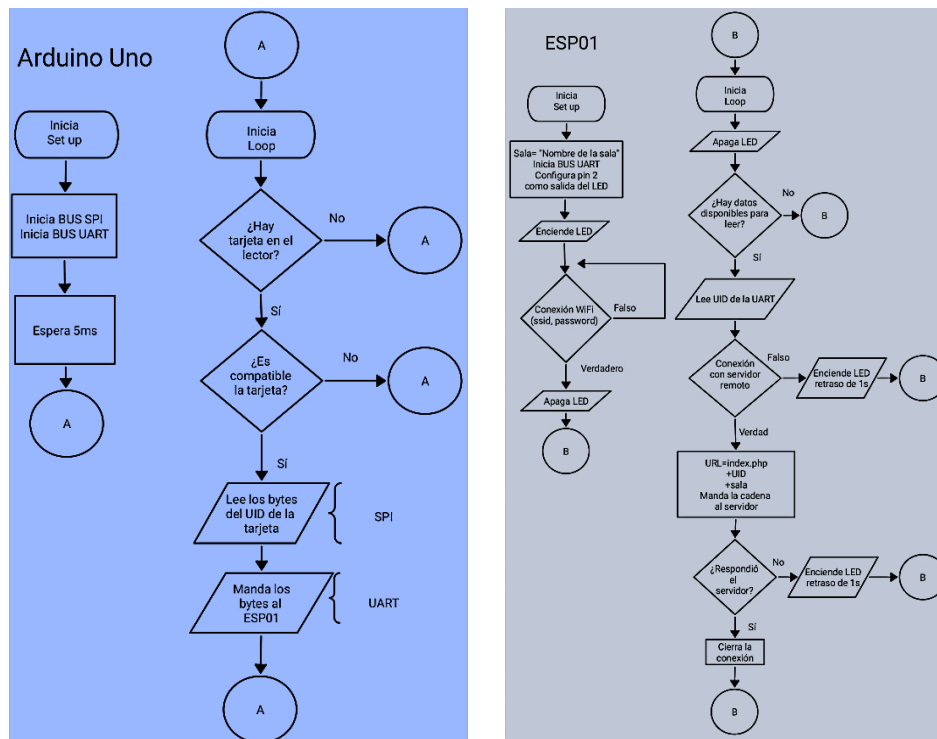 Arduino Uno
Inicia
Set up
Inicia BUS SPI
Inicia BUS UART
Espera 5ms
A
A
Inicia
Loop
¿Hay
tarjeta en el
lector?
No
A
Sí
¿Es
compatible
la tarjeta?
No
A
Sí
Lee los bytes
del UID de la
tarjeta
SPI
Manda los
bytes al
ESP01
UART
A
ESP01
Inicia
Set up
Sala= "Nombre de la sala"
Inicia BUS UART
Configura pin 2
como salida del LED
Enciende LED
Conexión WiFi
(ssid, password)
Falso
Verdadero
Apaga LED
B
B
Inicia
Loop
Apaga LED
¿Hay datos
disponibles para
leer?
No
B
Sí
Lee UID de la UART
Conexión
con servidor
remoto
Falso
Enciende LED
retraso de 1s
B
Verdad
URL=index.php
+UID
+sala
Manda la cadena
al servidor
¿Respondió
el
servidor?
No
Enciende LED
retraso de 1s
B
Sí
Cierra la
conexión
B